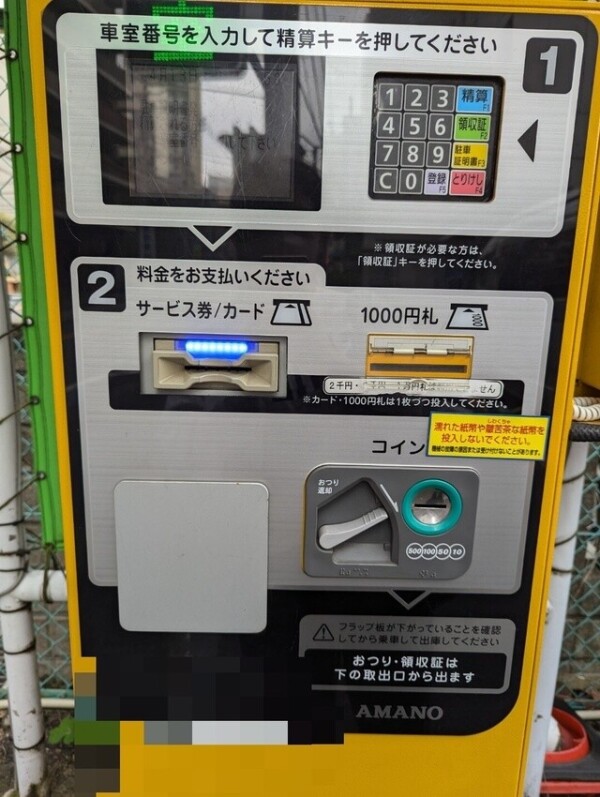 車室番号を入力して精算キーを押してください
1
1 2 3 精算 F1
4 5 6 領収証 F2
7 8 9 駐車証明書 F3
C 0 登録 F5 とりけし F4
※領収証が必要な方は、
「領収証」キーを押してください。
2
料金をお支払いください
サービス券/カード
1000円札
※カード・1000円札は1枚づつ投入してください。
濡れた紙幣や皺苦茶な紙幣を
投入しないでください。
コイン
おつり
返却
500 100 50 10
フラップ板が下がっていることを確認
してから乗車して出庫してください
おつり・領収証は
下の取出口から出ます
AMANO